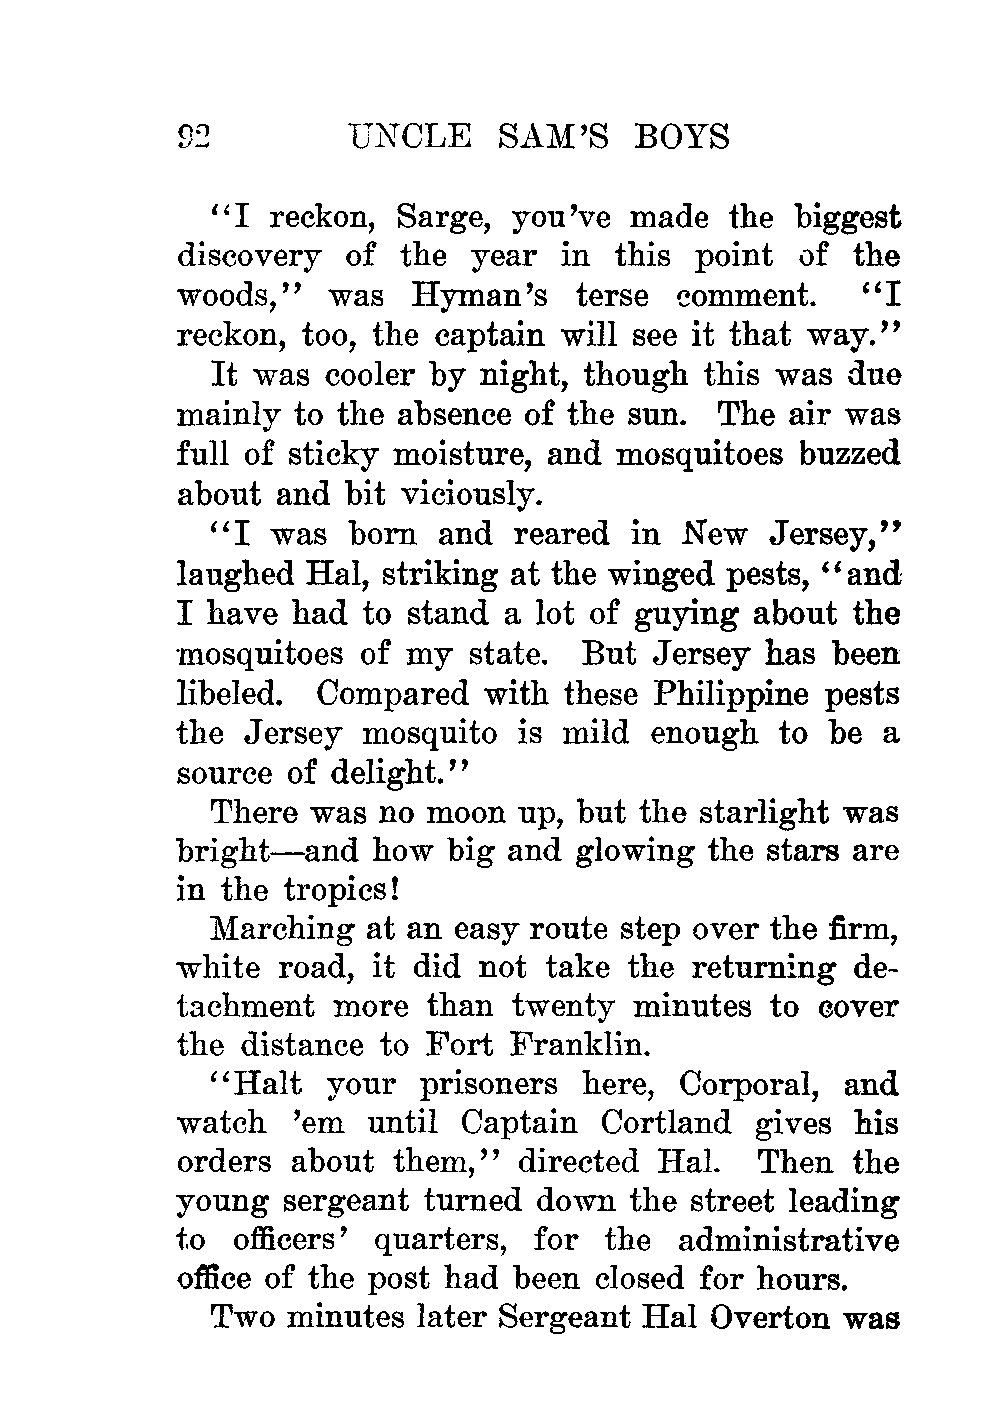 92 UNCLE SAM'S BOYS
“I reckon, Sarge, you've made the biggest
discovery of the year in this point of the
woods,” was Hyman's terse comment. “I
reckon, too, the captain will see it that way.”
It was cooler by night, though this was due
mainly to the absence of the sun. The air was
full of sticky moisture, and mosquitoes buzzed
about and bit viciously.
“I was born and reared in New Jersey,”
laughed Hal, striking at the winged pests, “and
I have had to stand a lot of guying about the
mosquitoes of my state. But Jersey has been
libeled. Compared with these Philippine pests
the Jersey mosquito is mild enough to be a
source of delight.”
There was no moon up, but the starlight was
bright—and how big and glowing the stars are
in the tropics!
Marching at an easy route step over the firm,
white road, it did not take the returning de-
tachment more than twenty minutes to cover
the distance to Fort Franklin.
“Halt your prisoners here, Corporal, and
watch 'em until Captain Cortland gives his
orders about them,” directed Hal. Then the
young sergeant turned down the street leading
to officers' quarters, for the administrative
office of the post had been closed for hours.
Two minutes later Sergeant Hal Overton was